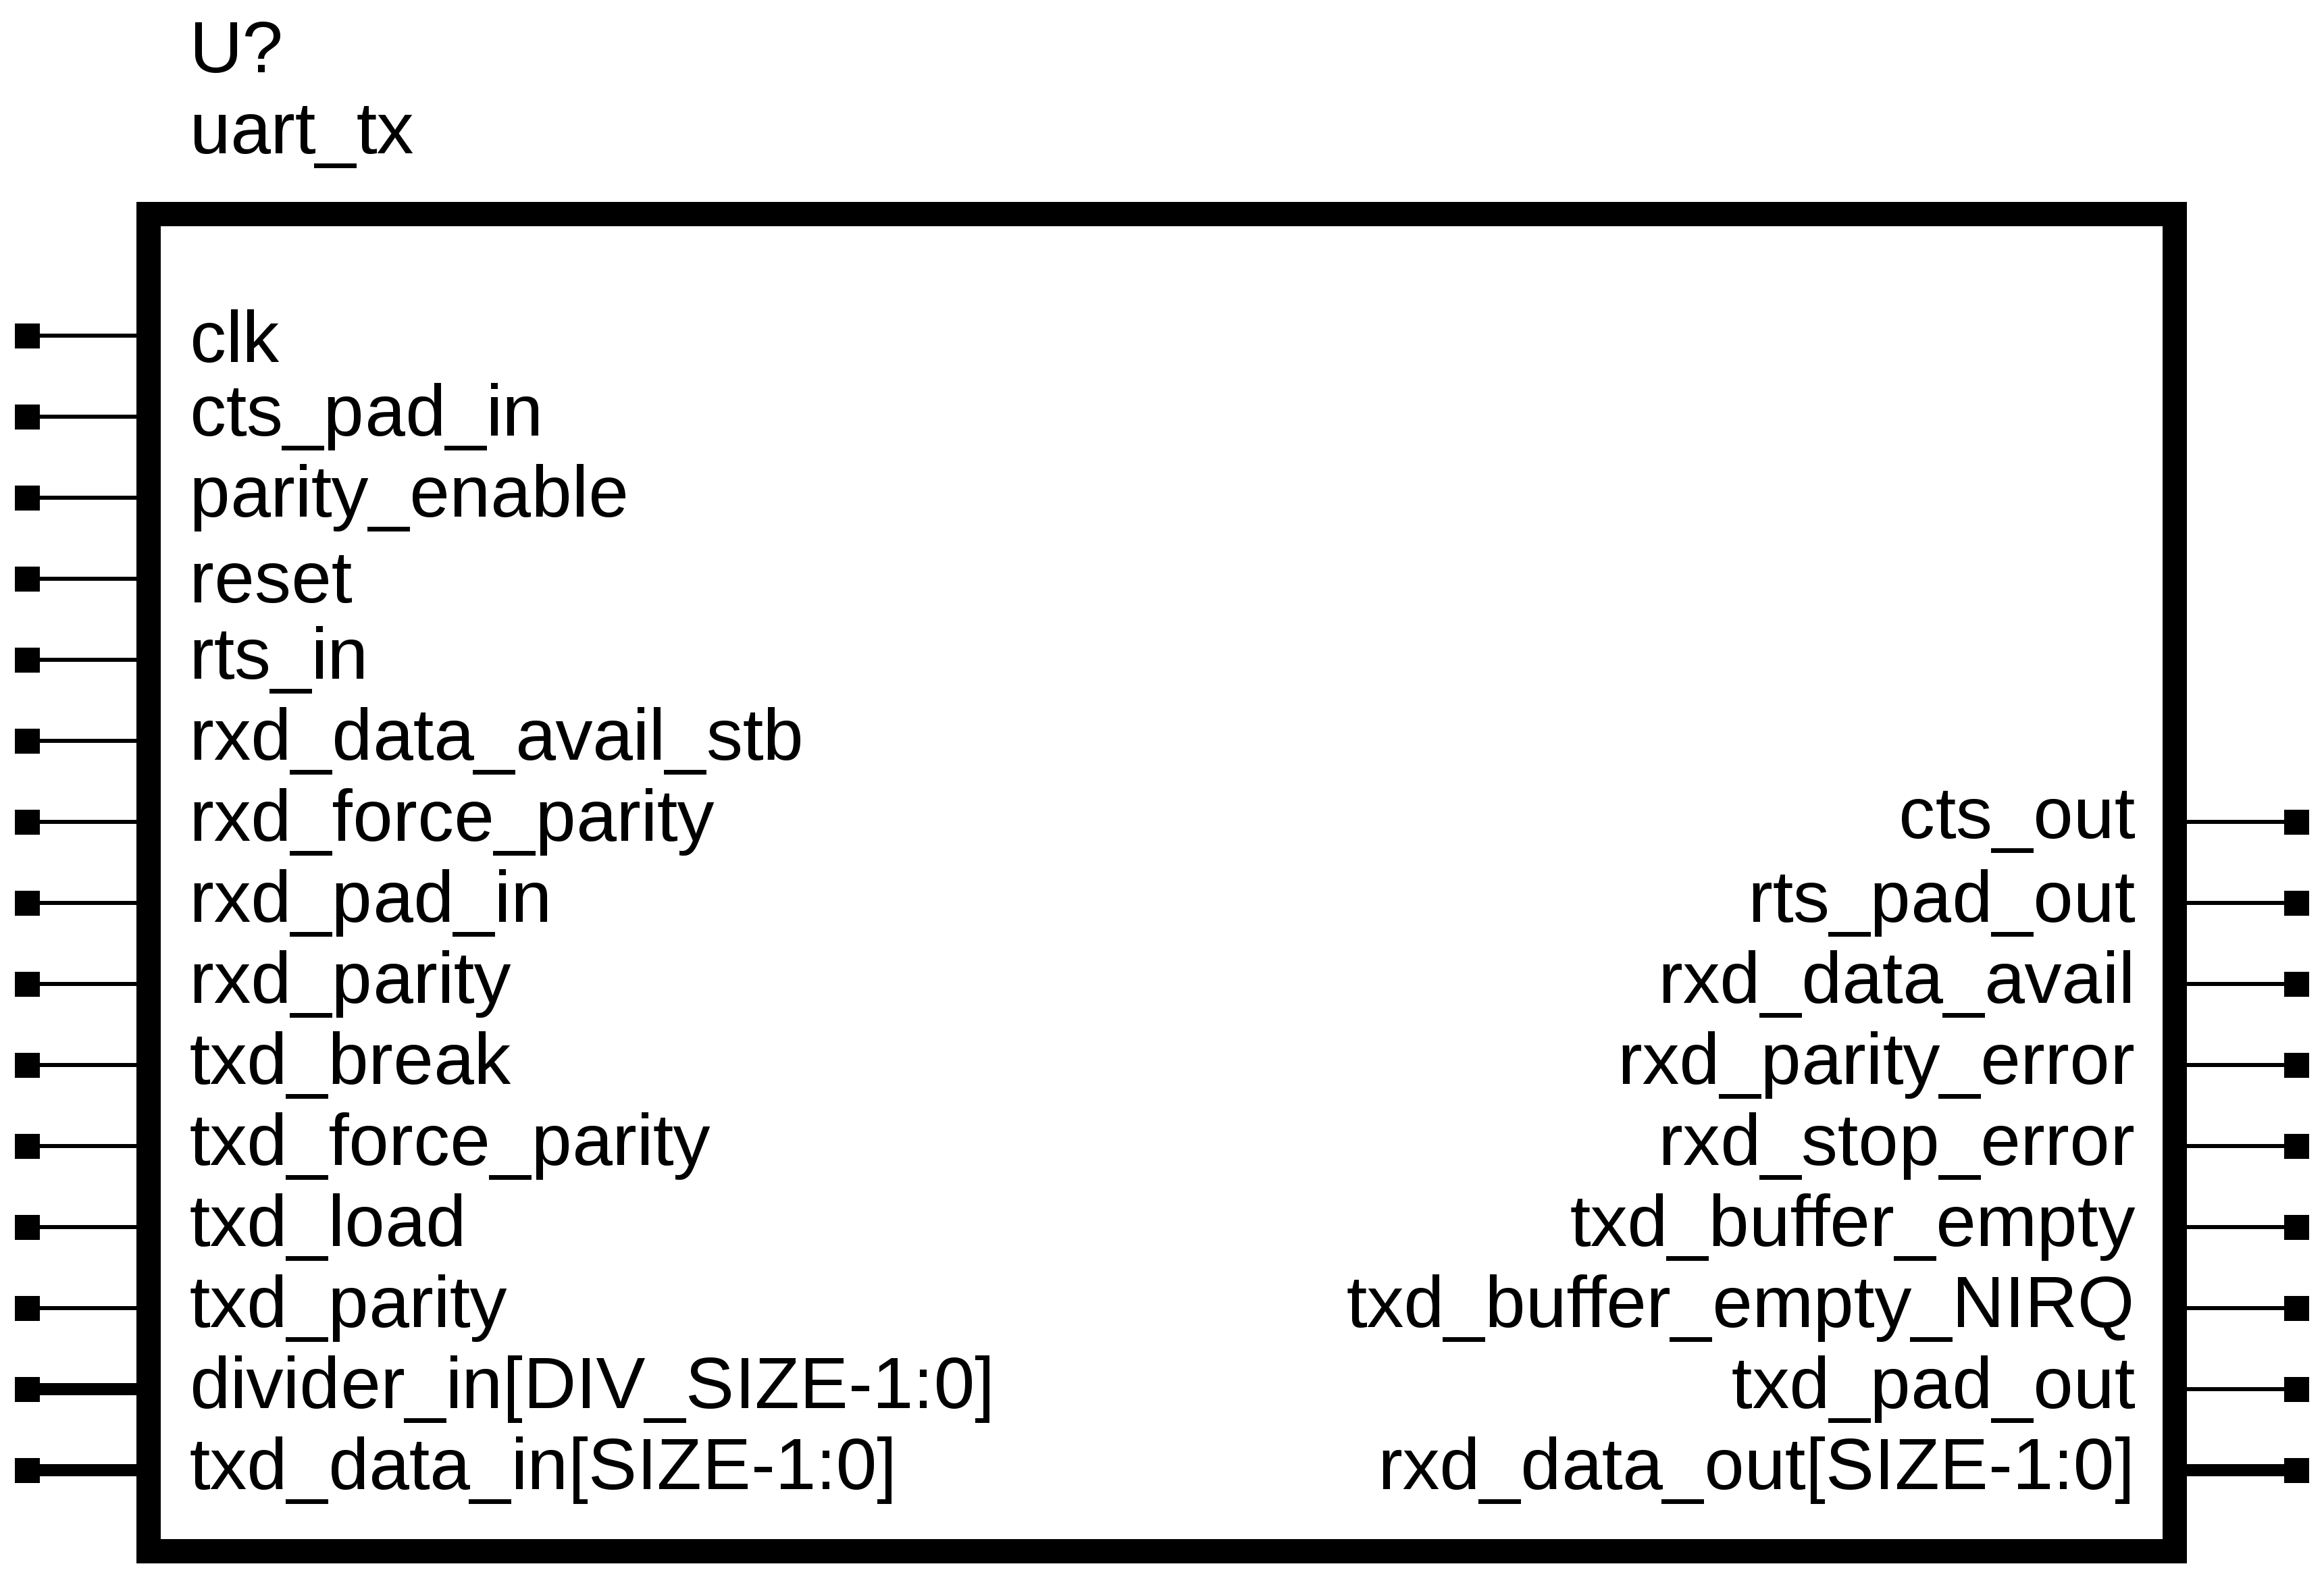 U?
uart_tx
clk
cts_pad_in
parity_enable
reset
rts_in
rxd_data_avail_stb
rxd_force_parity
rxd_pad_in
rxd_parity
txd_break
txd_force_parity
txd_load
txd_parity
divider_in[DIV_SIZE-1:0]
txd_data_in[SIZE-1:0]
cts_out
rts_pad_out
rxd_data_avail
rxd_parity_error
rxd_stop_error
txd_buffer_empty
txd_buffer_empty_NIRQ
txd_pad_out
rxd_data_out[SIZE-1:0]